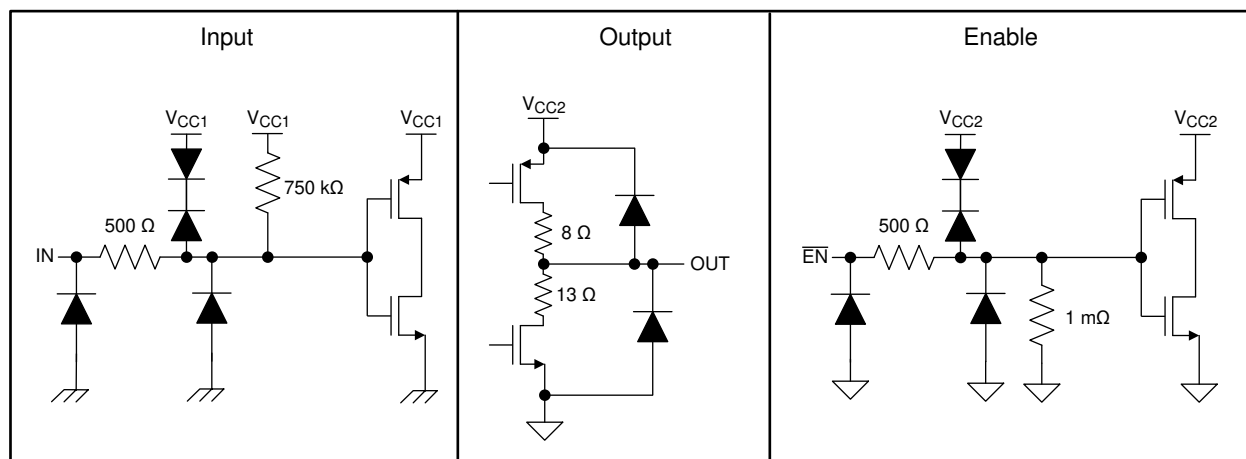 Input
Output
Enable
VCC1
VCC1
VCC1
750 kΩ
500 Ω
IN
VCC2
8 Ω
OUT
13 Ω
VCC2
VCC2
500 Ω
EN
1 mΩ